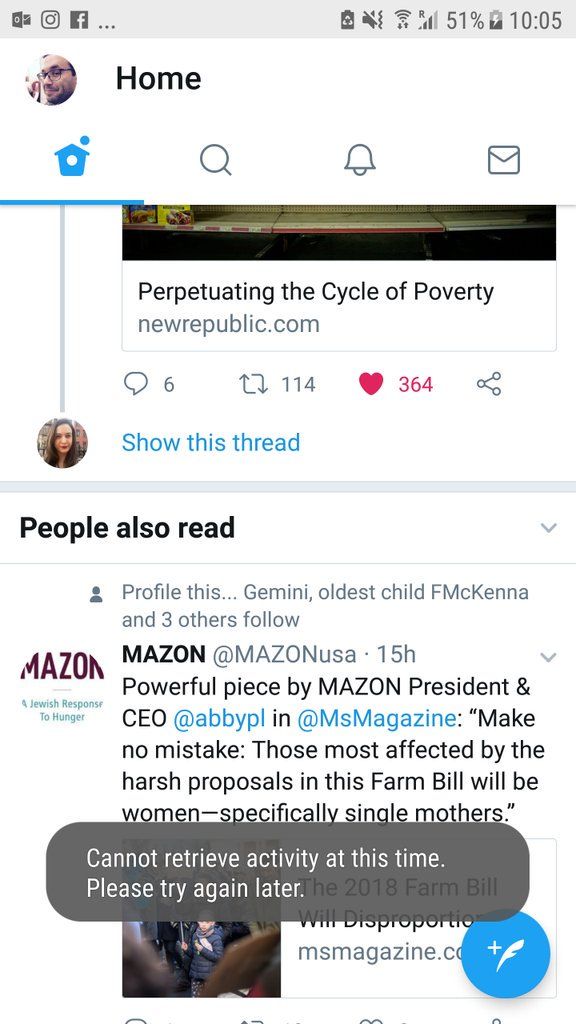 ... R 51% 10:05
Home
Perpetuating the Cycle of Poverty
newrepublic.com
6 114 364
Show this thread
People also read
Profile this... Gemini, oldest child FMcKenna
and 3 others follow
MAZON @MAZONusa · 15h
MAZON
A Jewish Response
To Hunger
Powerful piece by MAZON President &
CEO @abbypl in @MsMagazine: “Make
no mistake: Those most affected by the
harsh proposals in this Farm Bill will be
women—specifically single mothers.”
Cannot retrieve activity at this time.
Please try again later.
The 2018 Farm Bill
Will Disproportio
msmagazine.co